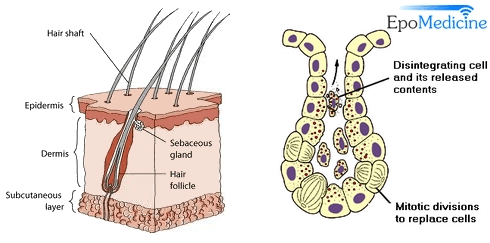 EpoMedicine
Hair shaft
Epidermis
Dermis
Subcutaneous
layer
Sebaceous
gland
Hair
follicle
Disintegrating cell
and its released
contents
Mitotic divisions
to replace cells